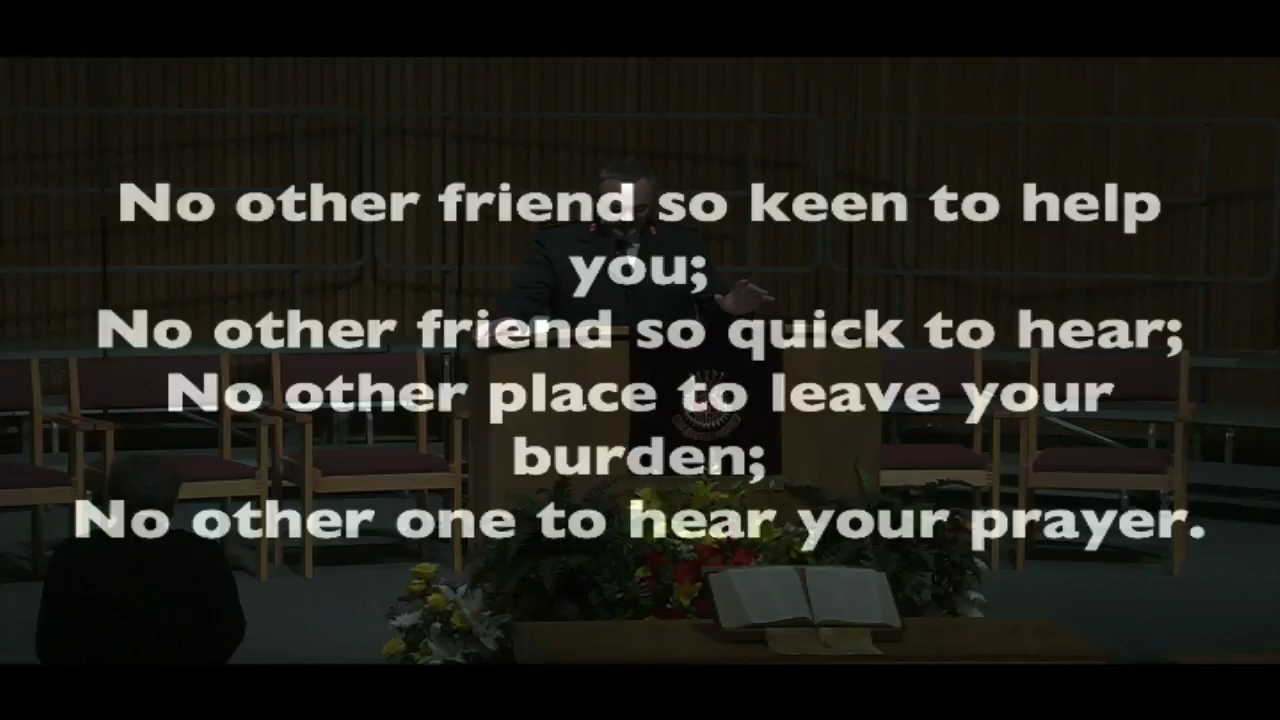 No other friend so keen to help
you;
No other friend so quick to hear;
No other place to leave your
burden;
No other one to hear your prayer.